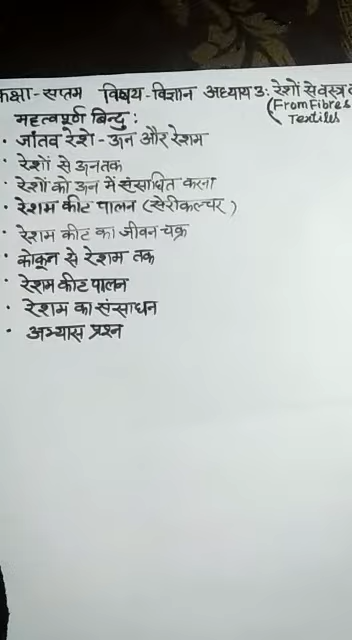 कक्षा-सप्तम विषय-विज्ञान अध्याय 3: रेशों से वस्त्र
(From Fibres
Textiles
महत्वपूर्ण बिन्दु:
• जांतव रेशे - ऊन और रेशम
• रेशों से ऊन तक
• रेशों को ऊन में संसाधित करना
• रेशम कीट पालन (सेरीकल्चर)
• रेशम कीट का जीवन चक्र
• कोकून से रेशम तक
• रेशम कीट पालन
• रेशम का संसाधन
• अभ्यास प्रश्न